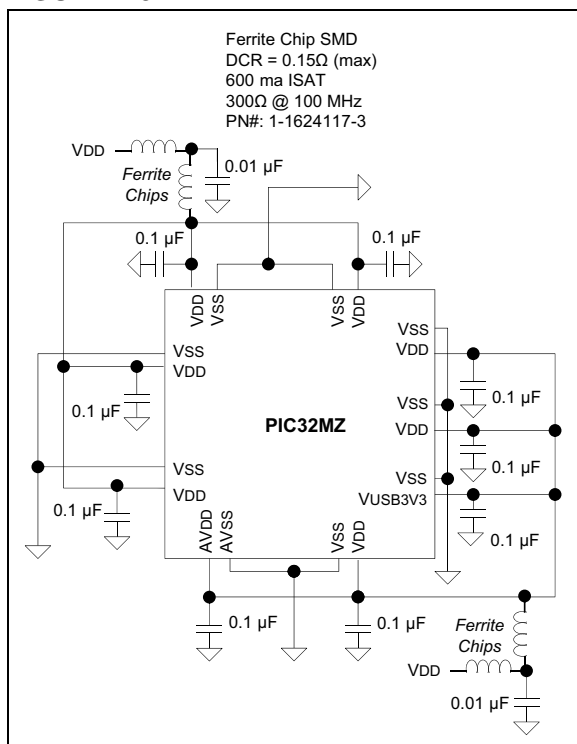 Ferrite Chip SMD
DCR = 0.15Ω (max)
600 ma ISAT
300Ω @ 100 MHz
PN#: 1-1624117-3
VDD
0.01 µF
Ferrite
Chips
0.1 µF
0.1 µF
VDD
VSS
VSS
VDD
VSS
VDD
0.1 µF
VSS
VDD
0.1 µF
PIC32MZ
VSS
VDD
0.1 µF
VSS
VDD
0.1 µF
VSS
VUSB3V3
0.1 µF
AVDD
AVSS
VSS
VDD
0.1 µF
0.1 µF
Ferrite
Chips
VDD
0.01 µF